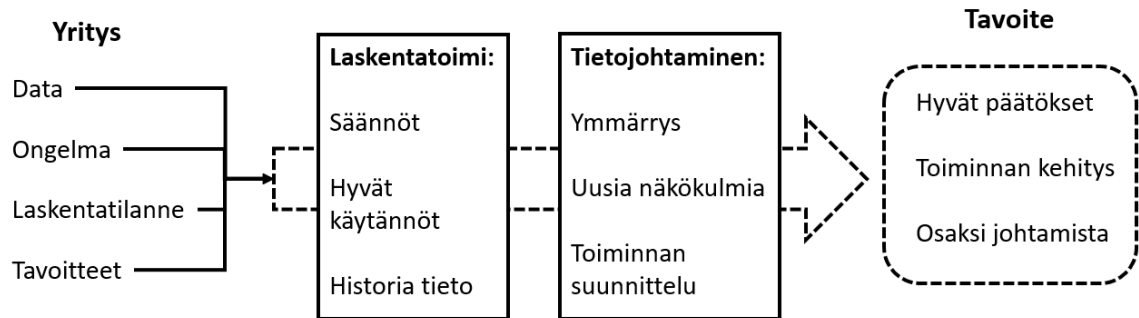 Yritys
Data
Ongelma
Laskentatilanne
Tavoitteet
Laskentatoimi:
Säännöt
Hyvät
käytännöt
Historia tieto
Tietojohtaminen:
Ymmärrys
Uusia näkökulmia
Toiminnan
suunnittelu
Tavoite
Hyvät päätökset
Toiminnan kehitys
Osaksi johtamista